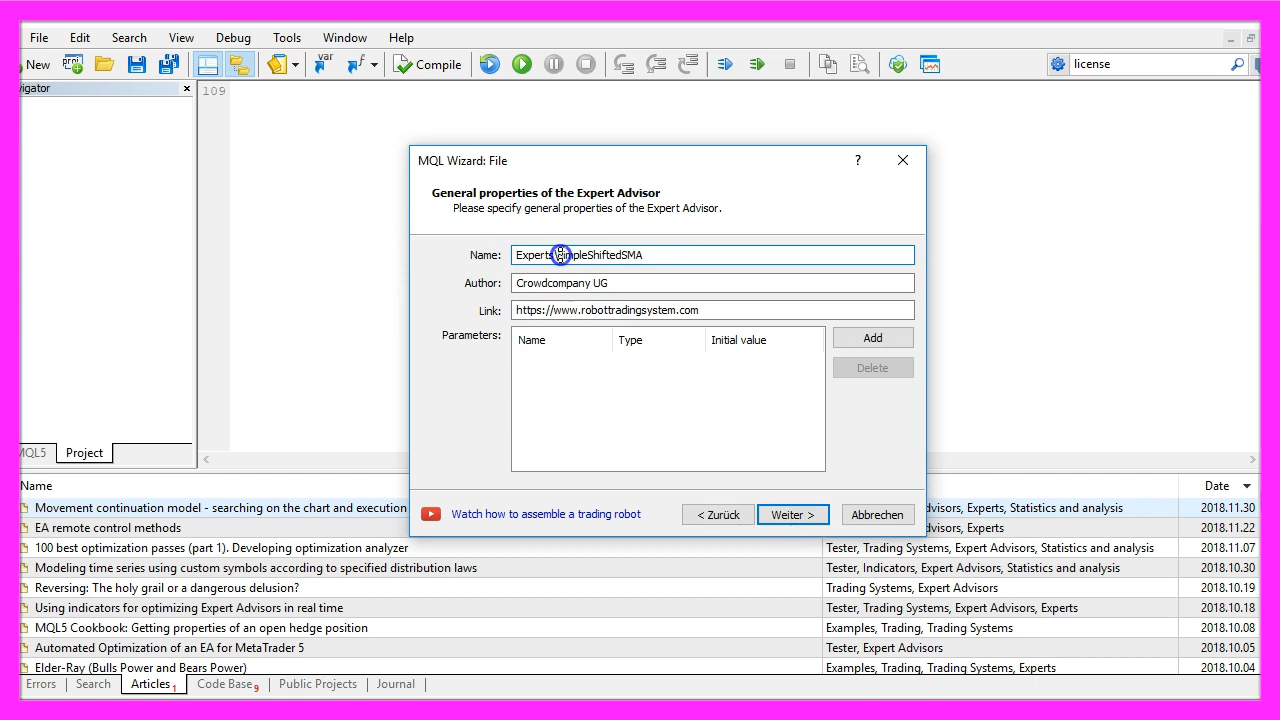 File Edit Search View Debug Tools Window Help
New Compile license
vigator
109
MQL Wizard: File
General properties of the Expert Advisor
Please specify general properties of the Expert Advisor.
Name: Experts\SimpleShiftedSMA
Author: Crowdcompany UG
Link: https://www.robottradingsystem.com
Parameters: Name Type Initial value
Add
Delete
Watch how to assemble a trading robot
< Zurück Weiter > Abbrechen
MQL5 Project
Name Date
Movement continuation model - searching on the chart and execution dvisors, Experts, Statistics and analysis 2018.11.30
EA remote control methods dvisors, Experts 2018.11.22
100 best optimization passes (part 1). Developing optimization analyzer Tester, Trading Systems, Expert Advisors, Statistics and analysis 2018.11.07
Modeling time series using custom symbols according to specified distribution laws Tester, Indicators, Expert Advisors, Statistics and analysis 2018.10.30
Reversing: The holy grail or a dangerous delusion? Trading Systems, Expert Advisors 2018.10.19
Using indicators for optimizing Expert Advisors in real time Tester, Trading Systems, Expert Advisors, Experts 2018.10.18
MQL5 Cookbook: Getting properties of an open hedge position Examples, Trading, Trading Systems 2018.10.08
Automated Optimization of an EA for MetaTrader 5 Tester, Expert Advisors 2018.10.05
Elder-Ray (Bulls Power and Bears Power) Examples, Trading, Trading Systems, Experts 2018.10.04
Errors Search Articles 1 Code Base 9 Public Projects Journal